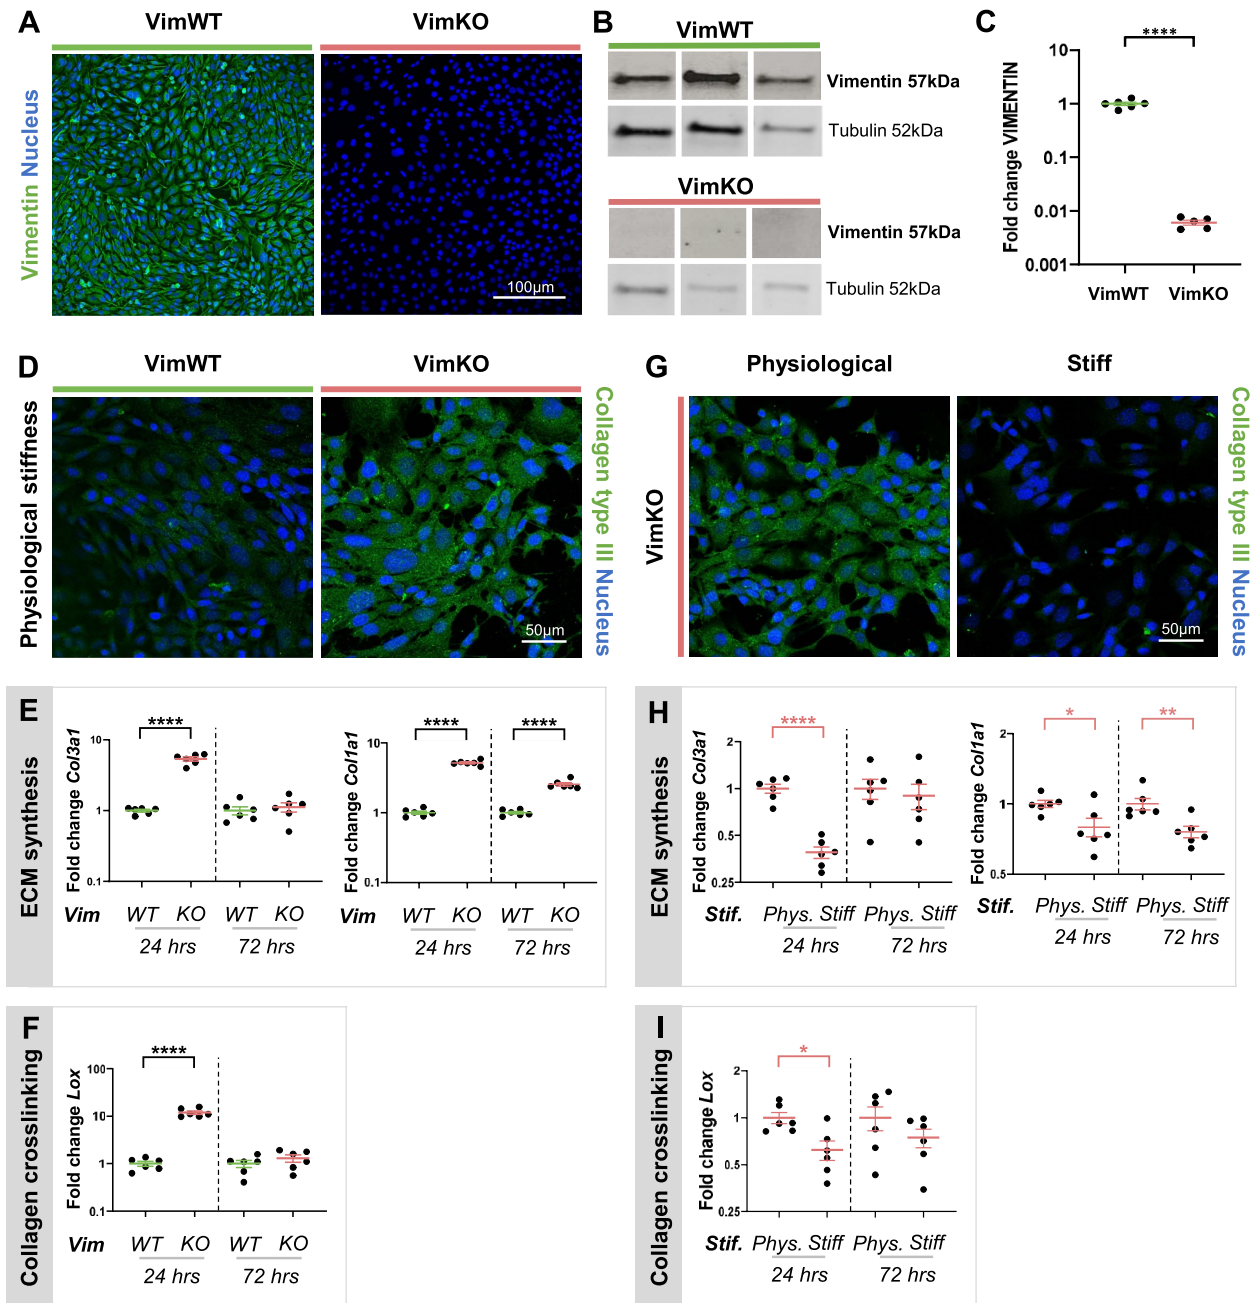 A
VimWT
VimKO
Vimentin Nucleus
100µm
B
VimWT
Vimentin 57kDa
Tubulin 52kDa
VimKO
Vimentin 57kDa
Tubulin 52kDa
C
****
Fold change VIMENTIN
10
1
0.1
0.01
0.001
VimWT
VimKO
D
VimWT
VimKO
Physiological stiffness
Collagen type III Nucleus
50µm
G
Physiological
Stiff
VimKO
Collagen type III Nucleus
50µm
E
ECM synthesis
Fold change Col3a1
10
1
0.1
****
Vim
WT
KO
WT
KO
24 hrs
72 hrs
Fold change Col1a1
10
1
0.1
****
****
Vim
WT
KO
WT
KO
24 hrs
72 hrs
H
ECM synthesis
Fold change Col3a1
2
1
0.5
0.25
****
Stif.
Phys. Stiff
Phys. Stiff
24 hrs
72 hrs
Fold change Col1a1
2
1
0.5
*
**
Stif.
Phys. Stiff
Phys. Stiff
24 hrs
72 hrs
F
Collagen crosslinking
Fold change Lox
100
10
1
0.1
****
Vim
WT
KO
WT
KO
24 hrs
72 hrs
I
Collagen crosslinking
Fold change Lox
2
1
0.5
0.25
*
Stif.
Phys. Stiff
Phys. Stiff
24 hrs
72 hrs